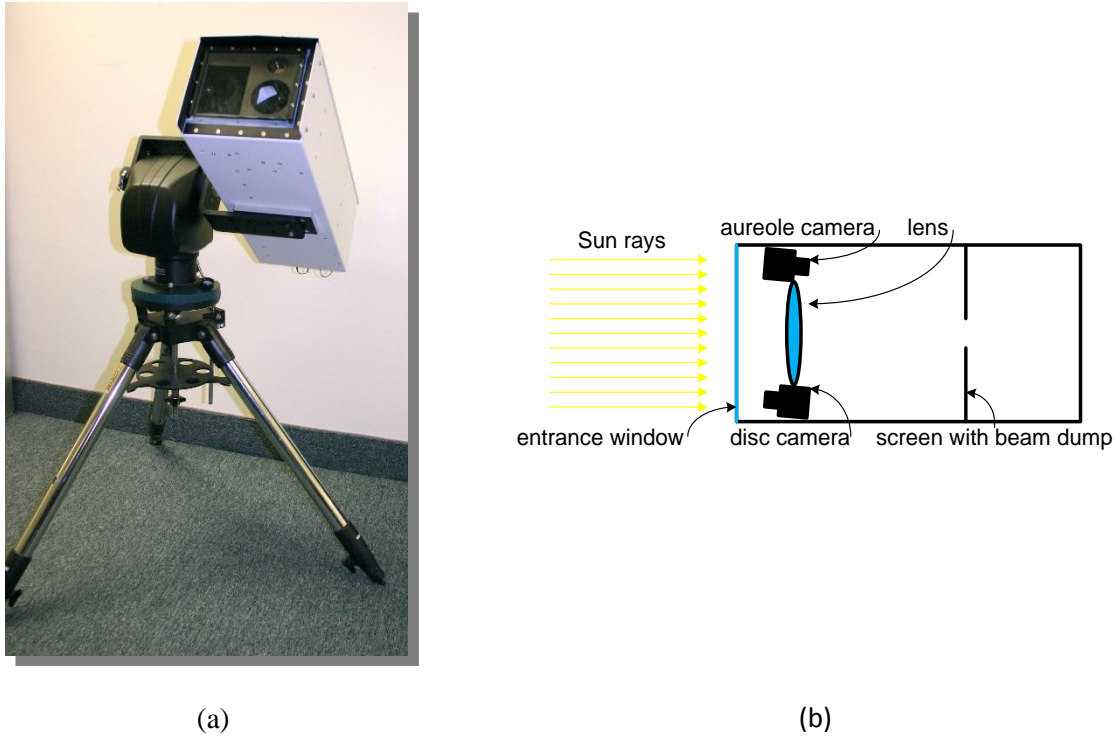 aureole camera
lens
Sun rays
entrance window
disc camera
screen with beam dump
(a)
(b)